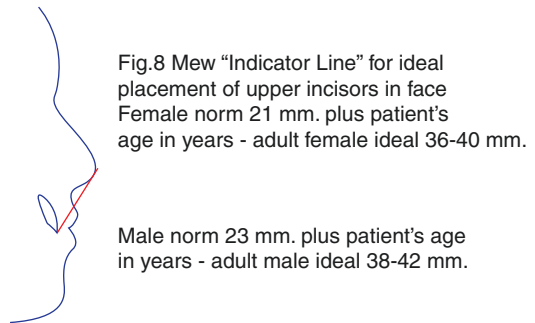 Fig.8 Mew “Indicator Line” for ideal
placement of upper incisors in face
Female norm 21 mm. plus patient’s
age in years - adult female ideal 36-40 mm.
Male norm 23 mm. plus patient’s age
in years - adult male ideal 38-42 mm.